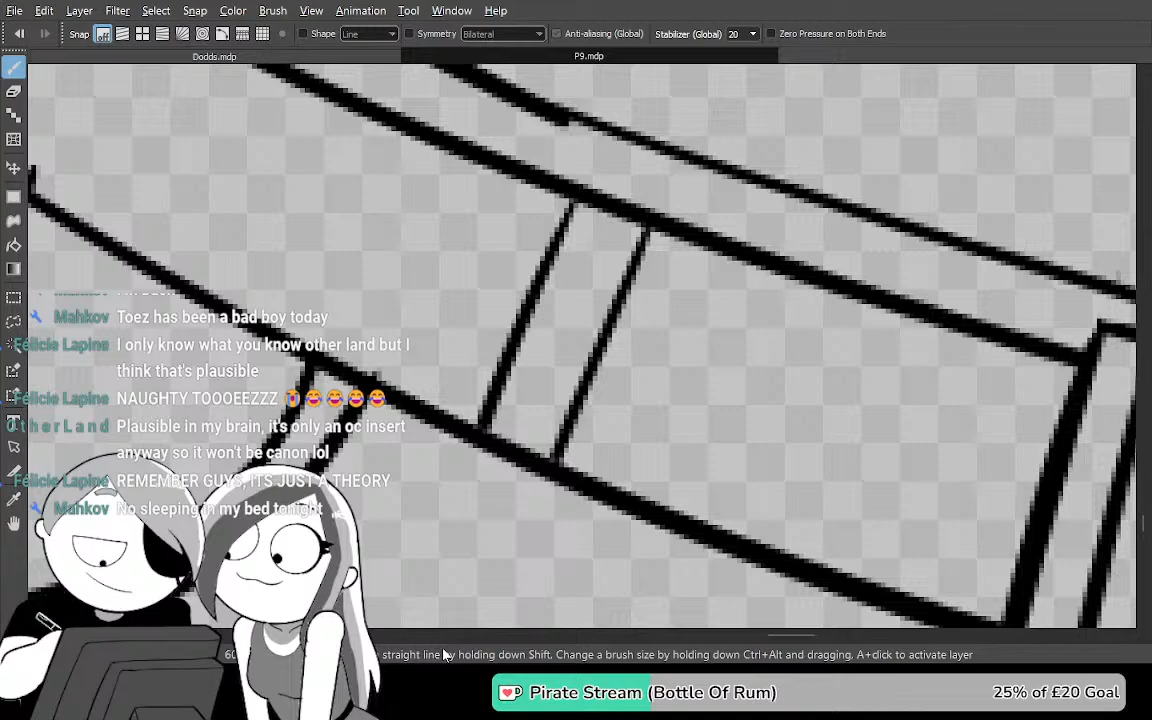 File Edit Layer Filter Select Snap Color Brush View Animation Tool Window Help
Snap off Shape Line Symmetry Bilateral Anti-aliasing (Global) Stabilizer (Global) 20 Zero Pressure on Both Ends
Dodds.mdp P9.mdp
Mahkov Toez has been a bad boy today
Félicie Lapine I only know what you know other land but I
think that's plausible
Félicie Lapine NAUGHTY TOOOEEZZZ 😭😂😂😂😂
OtherLand Plausible in my brain, it's only an oc insert
anyway so it won't be canon lol
Félicie Lapine REMEMBER GUYS ITS JUST A THEORY
Mahkov No sleeping in my bed tonight
straight line by holding down Shift. Change a brush size by holding down Ctrl+Alt and dragging, A+click to activate layer
Pirate Stream (Bottle Of Rum) 25% of £20 Goal